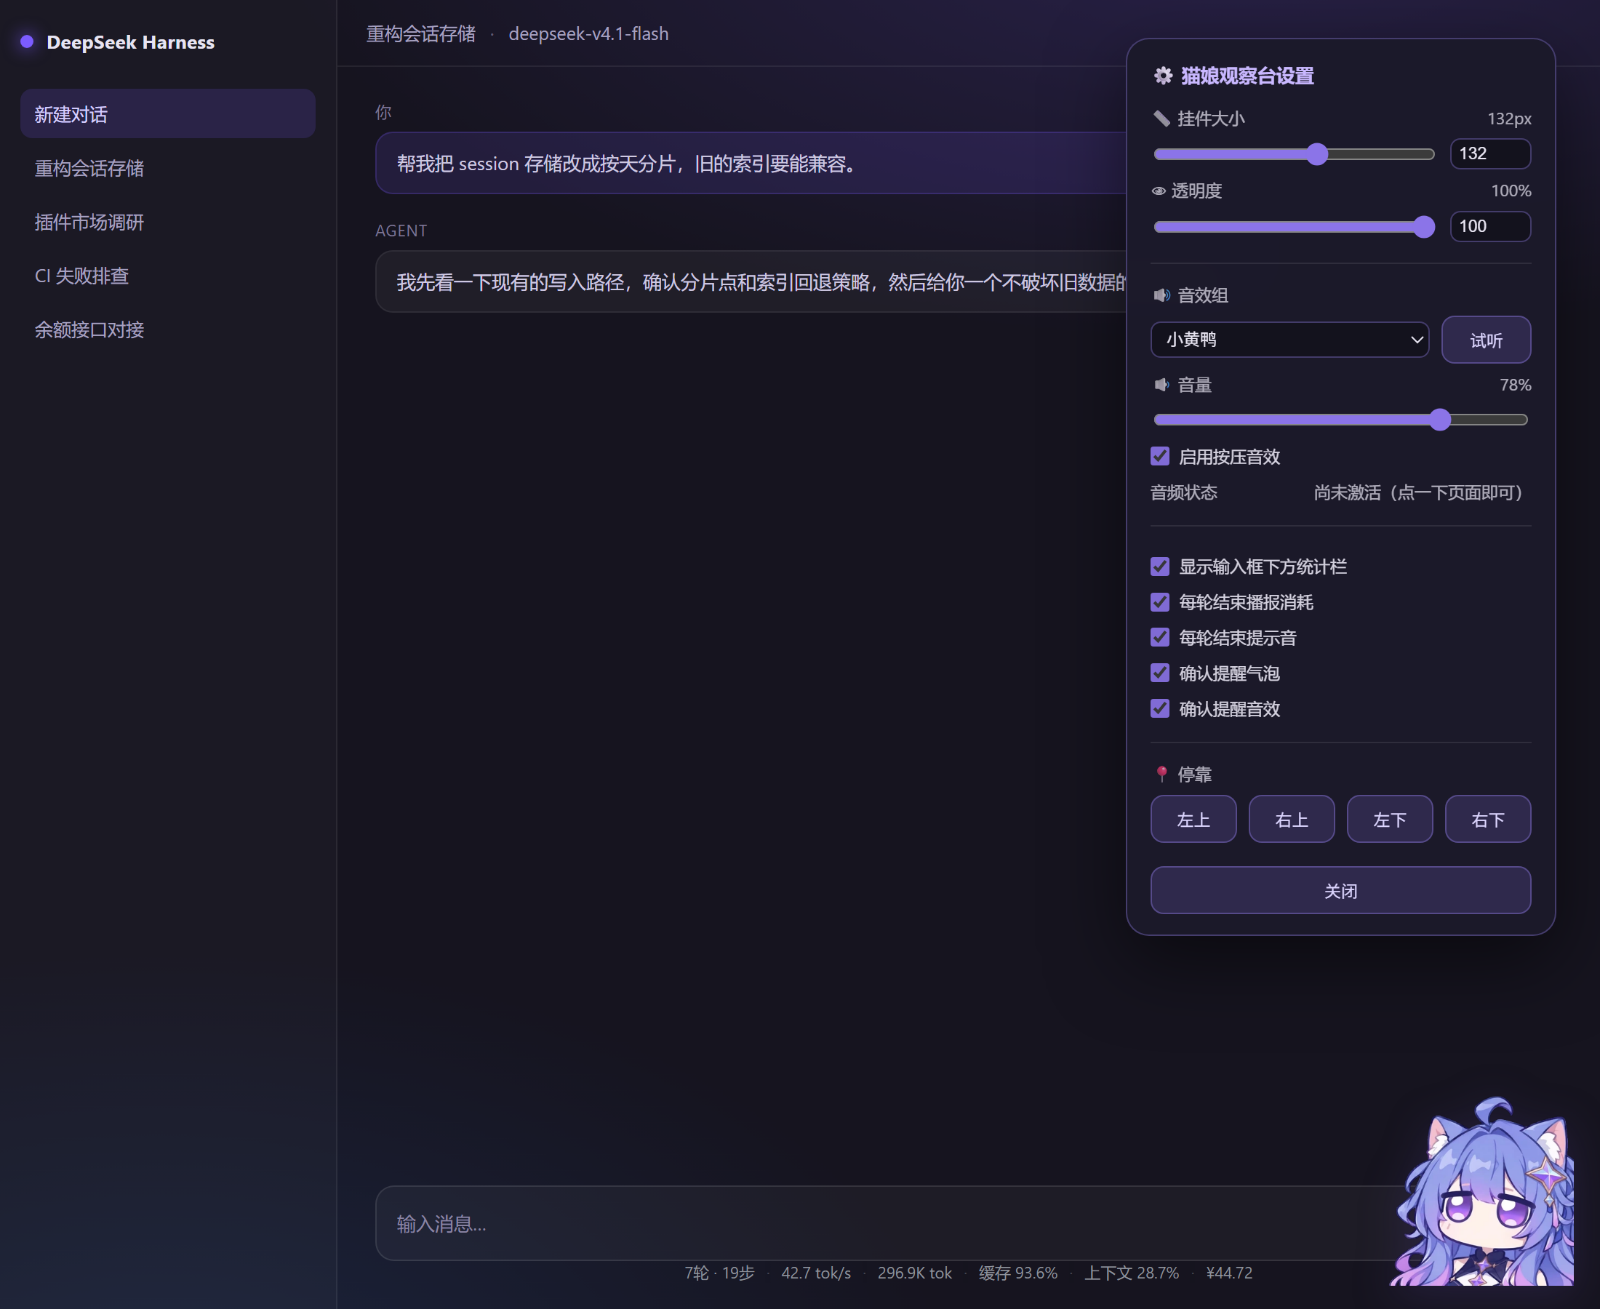 DeepSeek Harness
新建对话
重构会话存储
插件市场调研
CI 失败排查
余额接口对接
重构会话存储 · deepseek-v4.1-flash
你
帮我把 session 存储改成按天分片，旧的索引要能兼容。
AGENT
我先看一下现有的写入路径，确认分片点和索引回退策略，然后给你一个不破坏旧数据的
猫娘观察台设置
挂件大小 132px
132
透明度 100%
100
音效组
小黄鸭 试听
音量 78%
启用按压音效
音频状态 尚未激活（点一下页面即可）
显示输入框下方统计栏
每轮结束播报消耗
每轮结束提示音
确认提醒气泡
确认提醒音效
停靠
左上 右上 左下 右下
关闭
输入消息...
7轮 · 19步 · 42.7 tok/s · 296.9K tok · 缓存 93.6% · 上下文 28.7% · ¥44.72